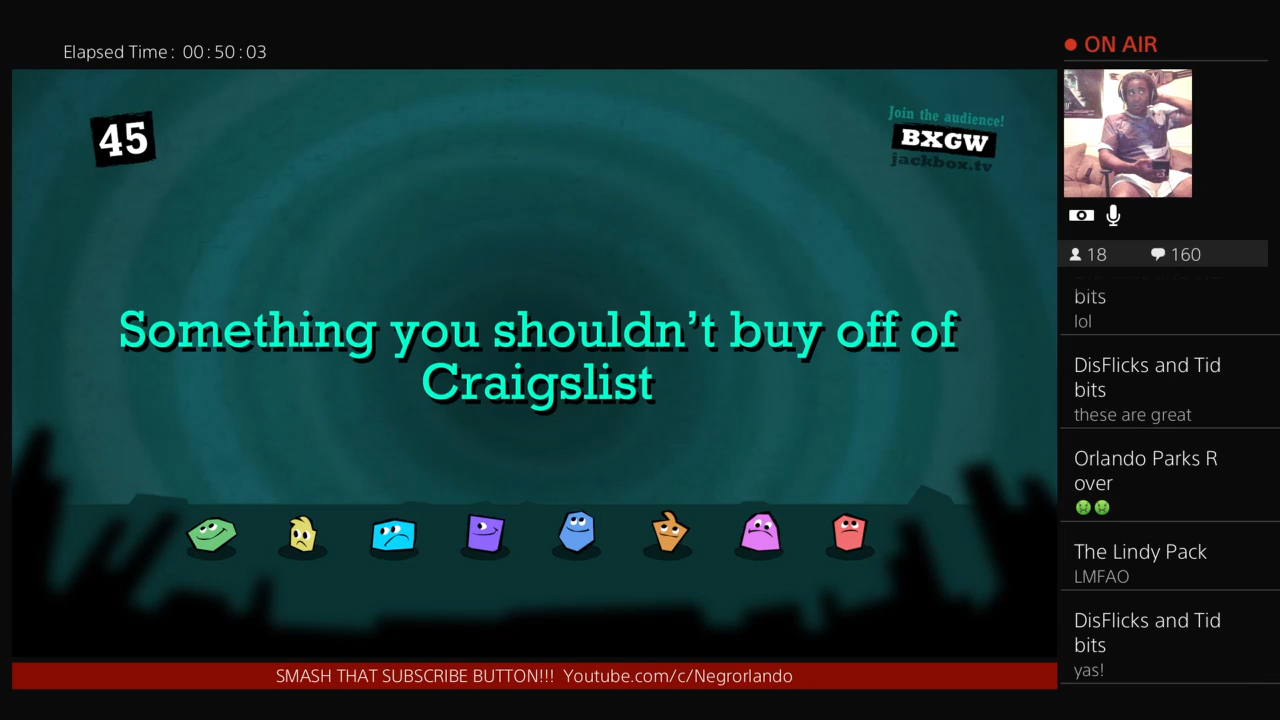 Elapsed Time: 00:50:03
ON AIR
45
Join the audience!
BXGW
jackbox.tv
18 160
Something you shouldn't buy off of
Craigslist
bits
lol
DisFlicks and Tid
bits
these are great
Orlando Parks R
over
The Lindy Pack
LMFAO
DisFlicks and Tid
bits
yas!
SMASH THAT SUBSCRIBE BUTTON!!! Youtube.com/c/Negrorlando